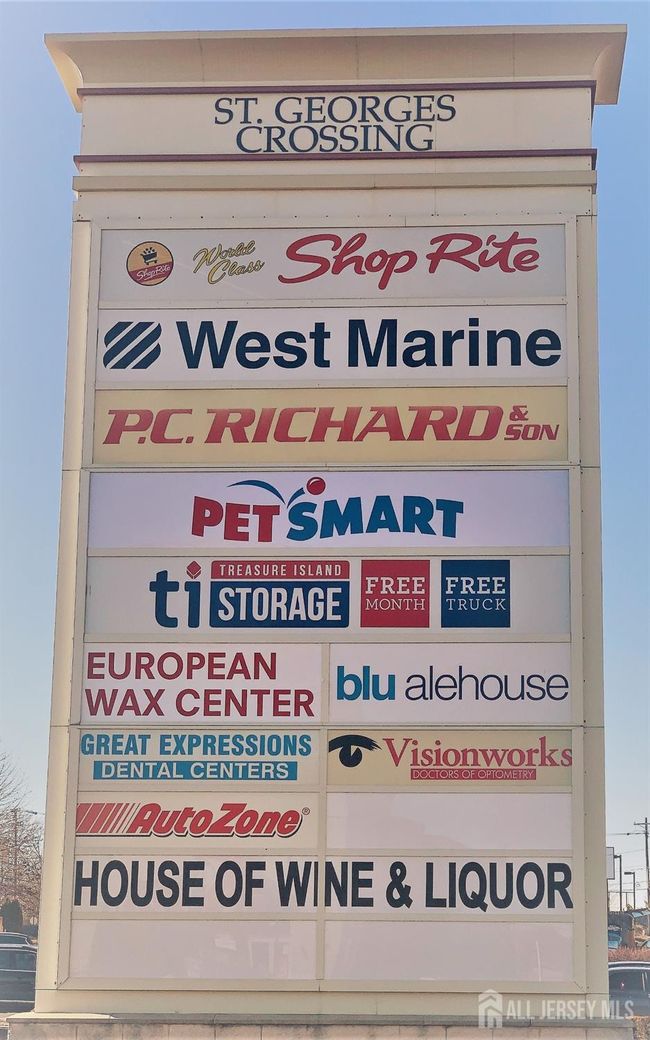 ST. GEORGES
CROSSING
ShopRite
World
Class
ShopRite
West Marine
P.C. RICHARD & SON
PETSMART
ti
TREASURE ISLAND
STORAGE
FREE
MONTH
FREE
TRUCK
EUROPEAN
WAX CENTER
blu alehouse
GREAT EXPRESSIONS
DENTAL CENTERS
Visionworks
DOCTORS OF OPTOMETRY
AutoZone®
HOUSE OF WINE & LIQUOR
ALL JERSEY MLS